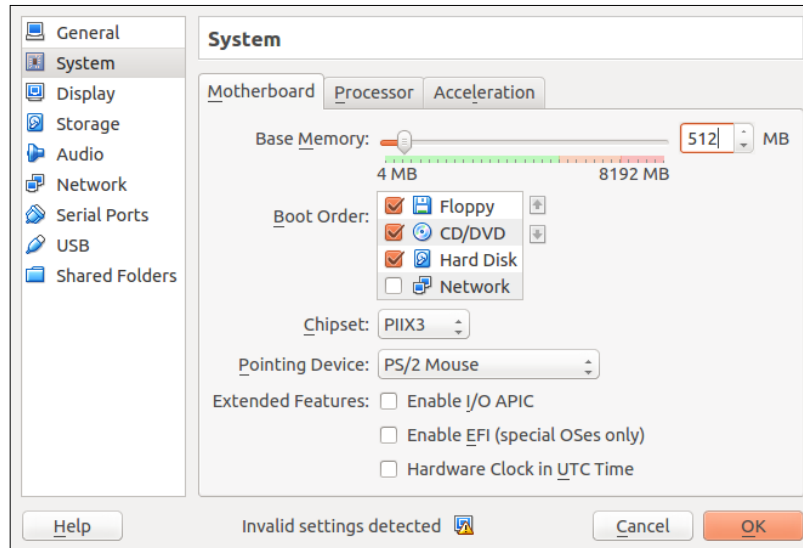 General
System
Display
Storage
Audio
Network
Serial Ports
USB
Shared Folders
System
Motherboard Processor Acceleration
Base Memory: 512 MB
4 MB 8192 MB
Boot Order: Floppy
CD/DVD
Hard Disk
Network
Chipset: PIIX3
Pointing Device: PS/2 Mouse
Extended Features: Enable I/O APIC
Enable EFI (special OSes only)
Hardware Clock in UTC Time
Help Invalid settings detected Cancel OK